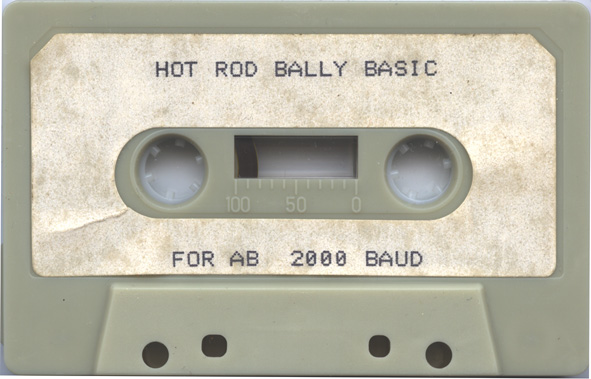 HOT ROD BALLY BASIC
100 50 0
FOR AB 2000 BAUD